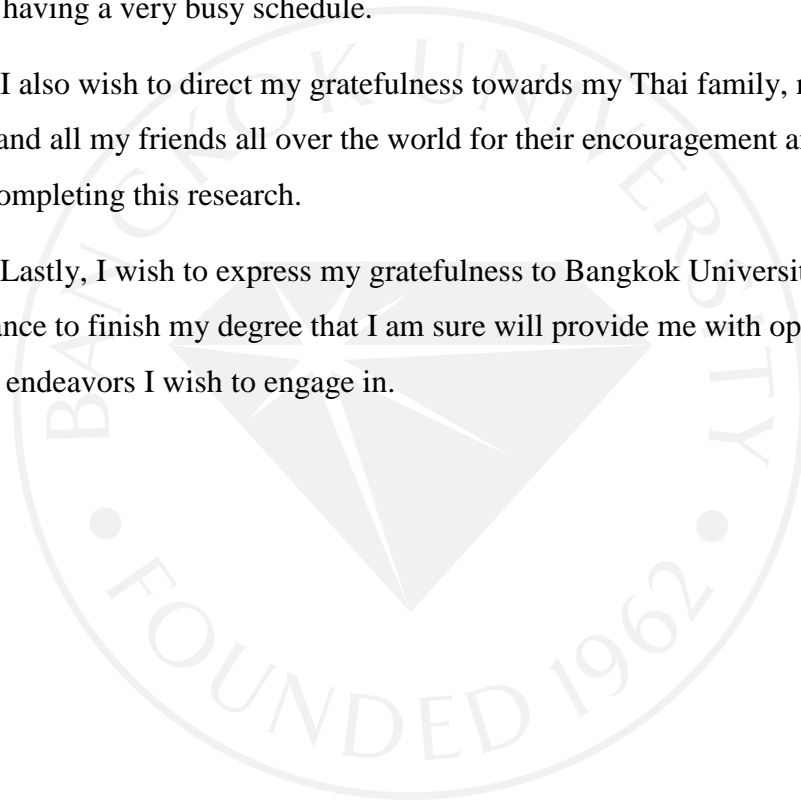 having a very busy schedule.
I also wish to direct my gratefulness towards my Thai family,
and all my friends all over the world for their encouragement
ompleting this research.
Lastly, I wish to express my gratefulness to Bangkok Universit
ance to finish my degree that I am sure will provide me with op
endeavors I wish to engage in.
BANGKOK UNIVERSITY
FOUNDED 1962